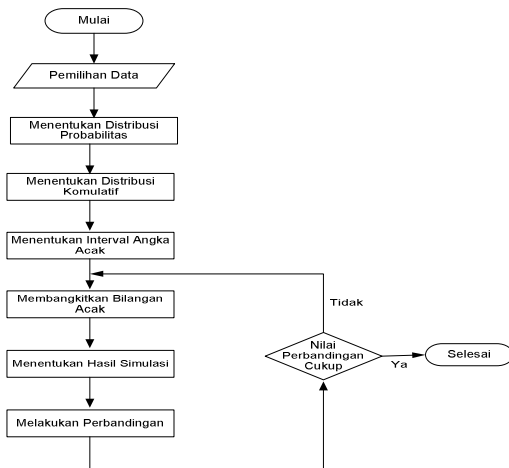 Mulai
Pemilihan Data
Menentukan Distribusi
Probabilitas
Menentukan Distribusi
Komulatif
Menentukan Interval Angka
Acak
Membangkitkan Bilangan
Acak
Menentukan Hasil Simulasi
Melakukan Perbandingan
Tidak
Nilai
Perbandingan
Cukup
Ya
Selesai